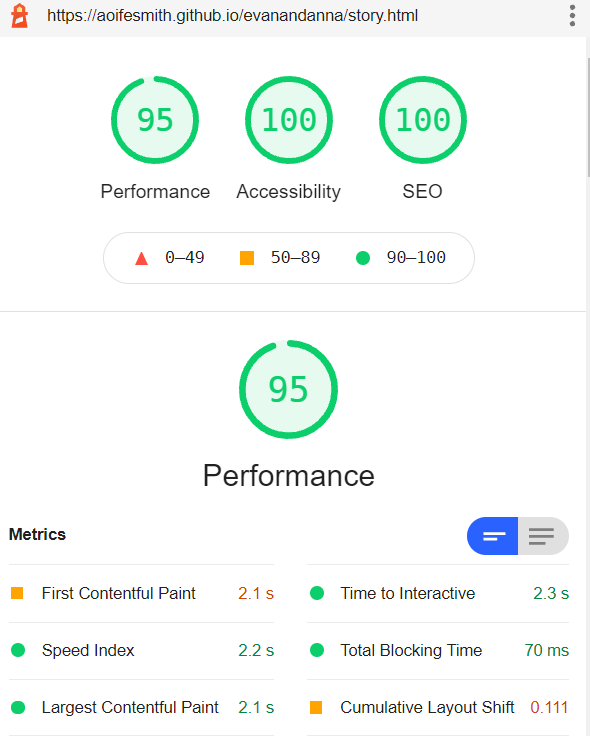 https://aoifesmith.github.io/evanandanna/story.html
95 100 100
Performance Accessibility SEO
0–49 50–89 90–100
95
Performance
Metrics
First Contentful Paint 2.1 s Time to Interactive 2.3 s
Speed Index 2.2 s Total Blocking Time 70 ms
Largest Contentful Paint 2.1 s Cumulative Layout Shift 0.111